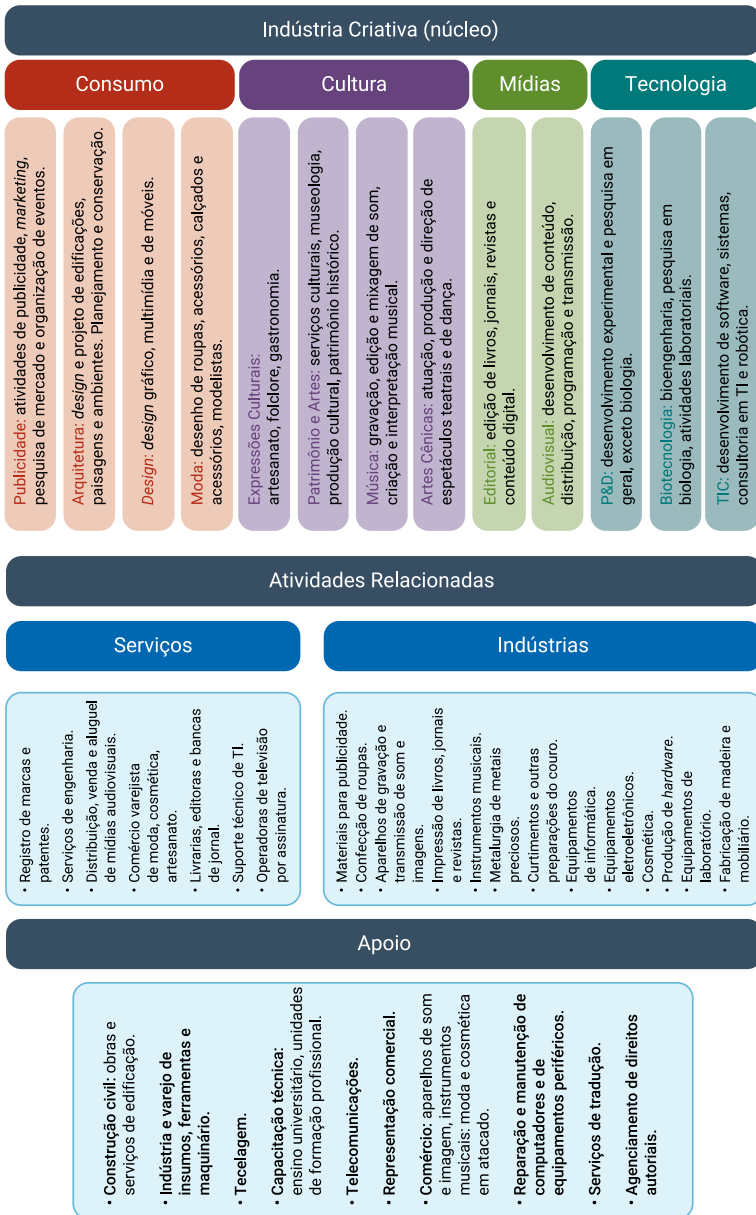 Indústria Criativa (núcleo)
Consumo
Publicidade: atividades de publicidade, marketing,
pesquisa de mercado e organização de eventos.
Arquitetura: design e projeto de edificações,
paisagens e ambientes. Planejamento e conservação.
Design: design gráfico, multimídia e de móveis.
Moda: desenho de roupas, acessórios, calçados e
acessórios, modelistas.
Cultura
Expressões Culturais:
artesanato, folclore, gastronomia.
Patrimônio e Artes: serviços culturais, museologia,
produção cultural, patrimônio histórico.
Música: gravação, edição e mixagem de som,
criação e interpretação musical.
Artes Cênicas: atuação, produção e direção de
espetáculos teatrais e de dança.
Mídias
Editorial: edição de livros, jornais, revistas e
conteúdo digital.
Audiovisual: desenvolvimento de conteúdo,
distribuição, programação e transmissão.
Tecnologia
P&D: desenvolvimento experimental e pesquisa em
geral, exceto biologia.
Biotecnologia: bioengenharia, pesquisa em
biologia, atividades laboratoriais.
TIC: desenvolvimento de software, sistemas,
consultoria em TI e robótica.
Atividades Relacionadas
Serviços
• Registro de marcas e
patentes.
• Serviços de engenharia.
• Distribuição, venda e aluguel
de mídias audiovisuais.
• Comércio varejista
de moda, cosmética,
artesanato.
• Livrarias, editoras e bancas
de jornal.
• Suporte técnico de TI.
• Operadoras de televisão
por assinatura.
Indústrias
• Materiais para publicidade.
• Confecção de roupas.
• Aparelhos de gravação e
transmissão de som e
imagens.
• Impressão de livros, jornais
e revistas.
• Instrumentos musicais.
• Metalurgia de metais
preciosos.
• Curtimentos e outras
preparações do couro.
• Equipamentos
de informática.
• Equipamentos
eletroeletrônicos.
• Cosmética.
• Produção de hardware.
• Equipamentos de
laboratório.
• Fabricação de madeira e
mobiliário.
Apoio
• Construção civil: obras e
serviços de edificação.
• Indústria e varejo de
insumos, ferramentas e
maquinário.
• Tecelagem.
• Capacitação técnica:
ensino universitário, unidades
de formação profissional.
• Telecomunicações.
• Representação comercial.
• Comércio: aparelhos de som
e imagem, instrumentos
musicais: moda e cosmética
em atacado.
• Reparação e manutenção de
computadores e de
equipamentos periféricos.
• Serviços de tradução.
• Agenciamento de direitos
autoriais.